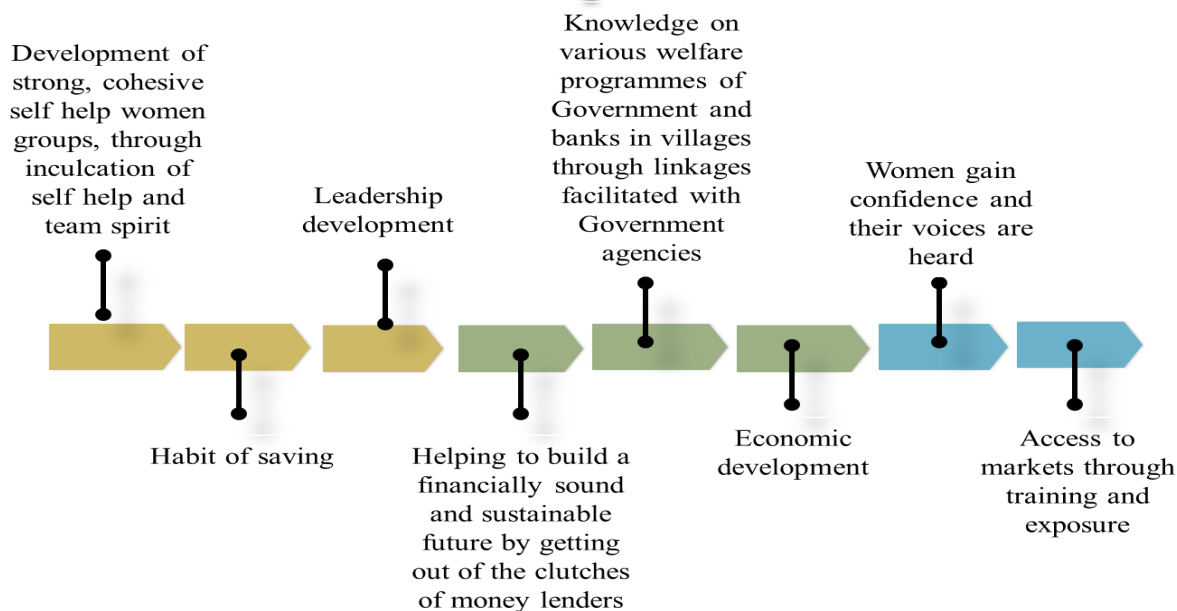 Development of
strong, cohesive
self help women
groups, through
inculcation of
self help and
team spirit
Habit of saving
Leadership
development
Helping to build a
financially sound
and sustainable
future by getting
out of the clutches
of money lenders
Knowledge on
various welfare
programmes of
Government and
banks in villages
through linkages
facilitated with
Government
agencies
Economic
development
Women gain
confidence and
their voices are
heard
Access to
markets through
training and
exposure